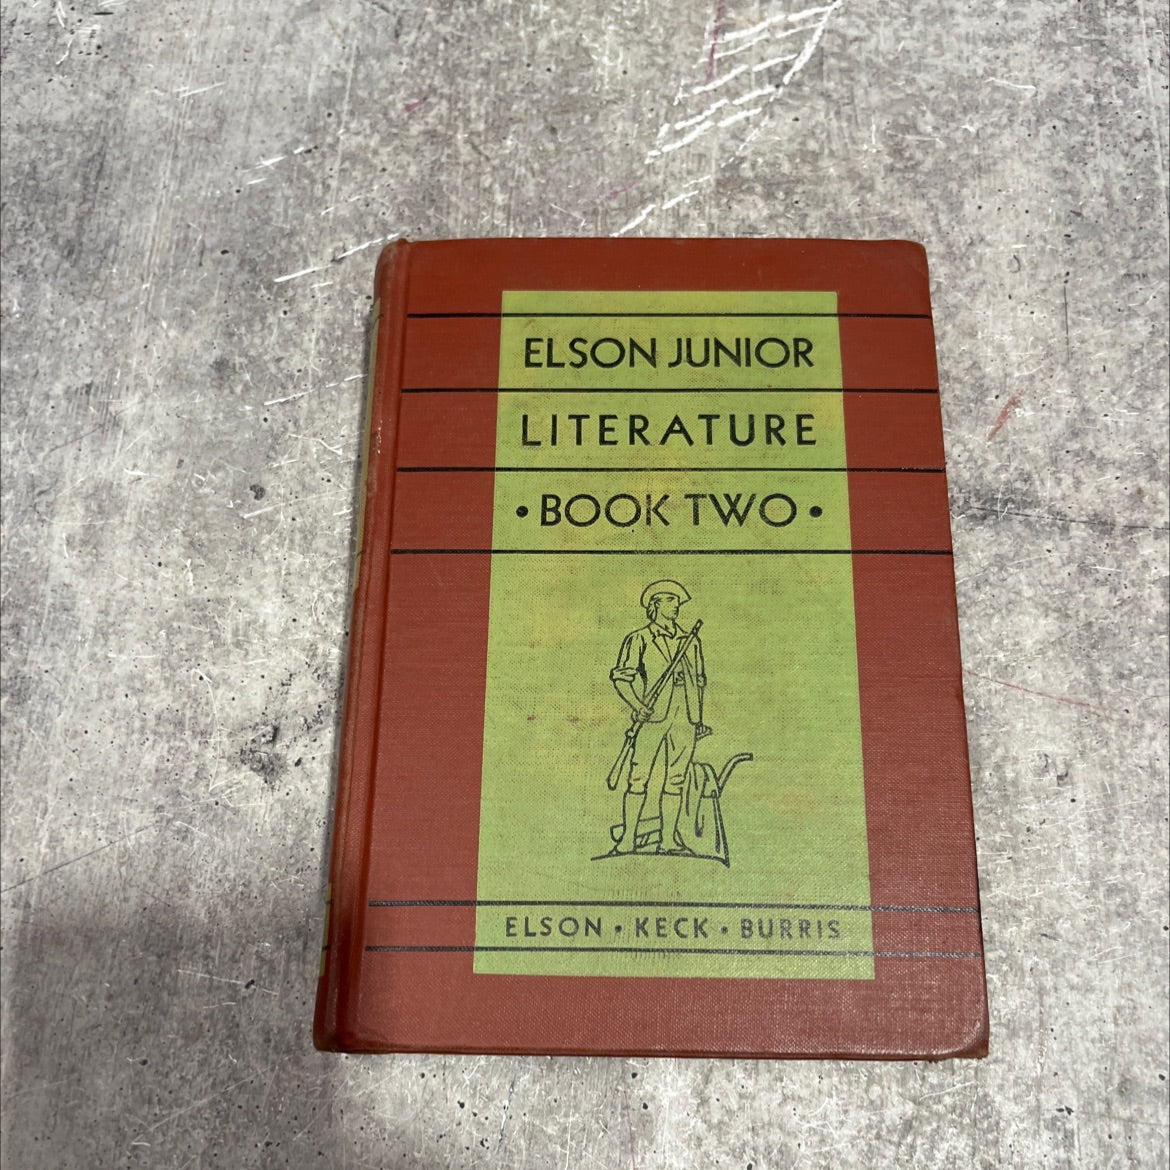 ELSON JUNIOR
LITERATURE
• BOOK TWO •
ELSON • KECK • BURRIS